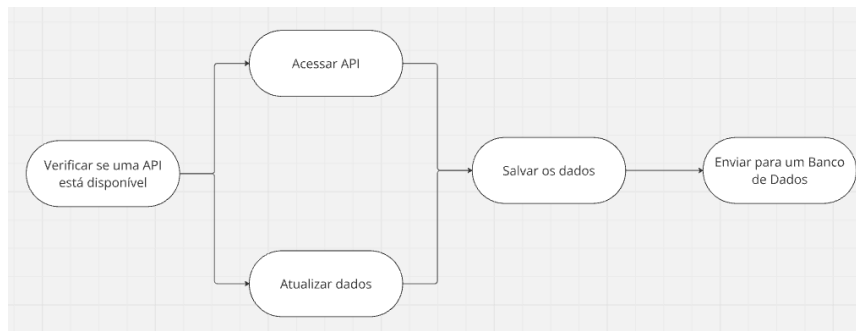 Verificar se uma API
está disponível
Acessar API
Atualizar dados
Salvar os dados
Enviar para um Banco
de Dados